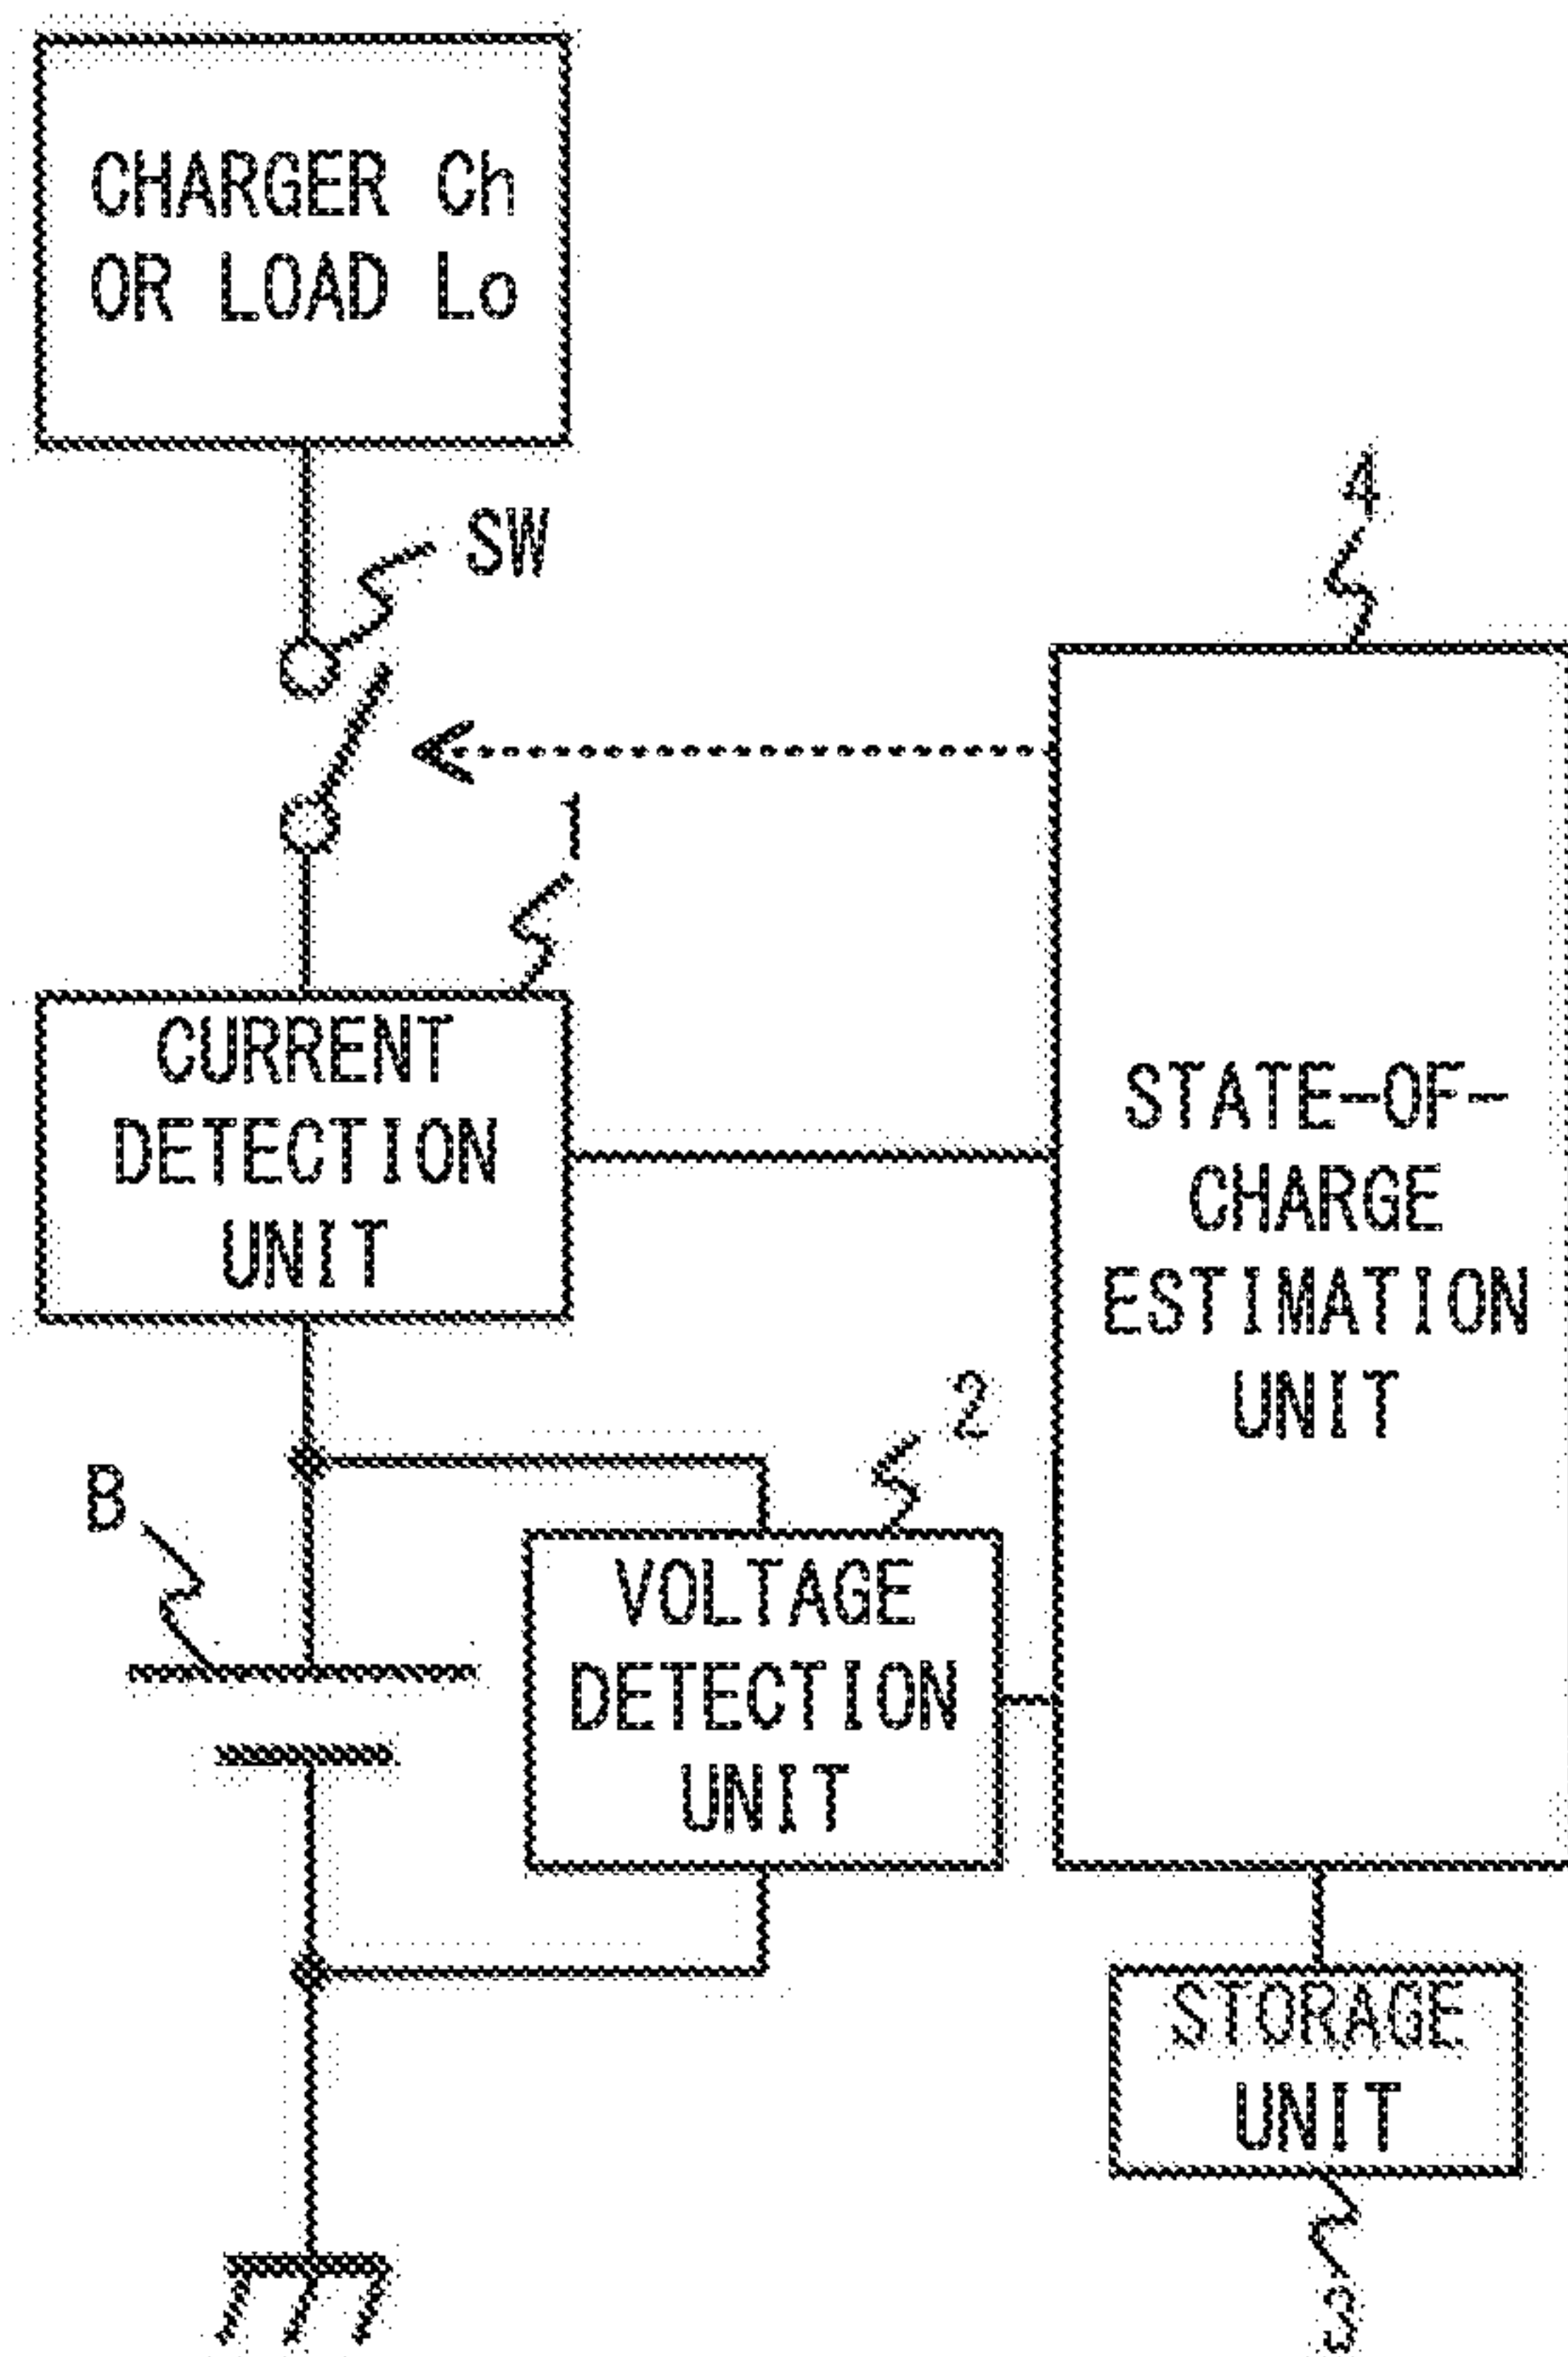 CHARGER Ch
OR LOAD Lo
SW
4
1
CURRENT
DETECTION
UNIT
STATE-OF-
CHARGE
ESTIMATION
UNIT
2
B
VOLTAGE
DETECTION
UNIT
STORAGE
UNIT
3